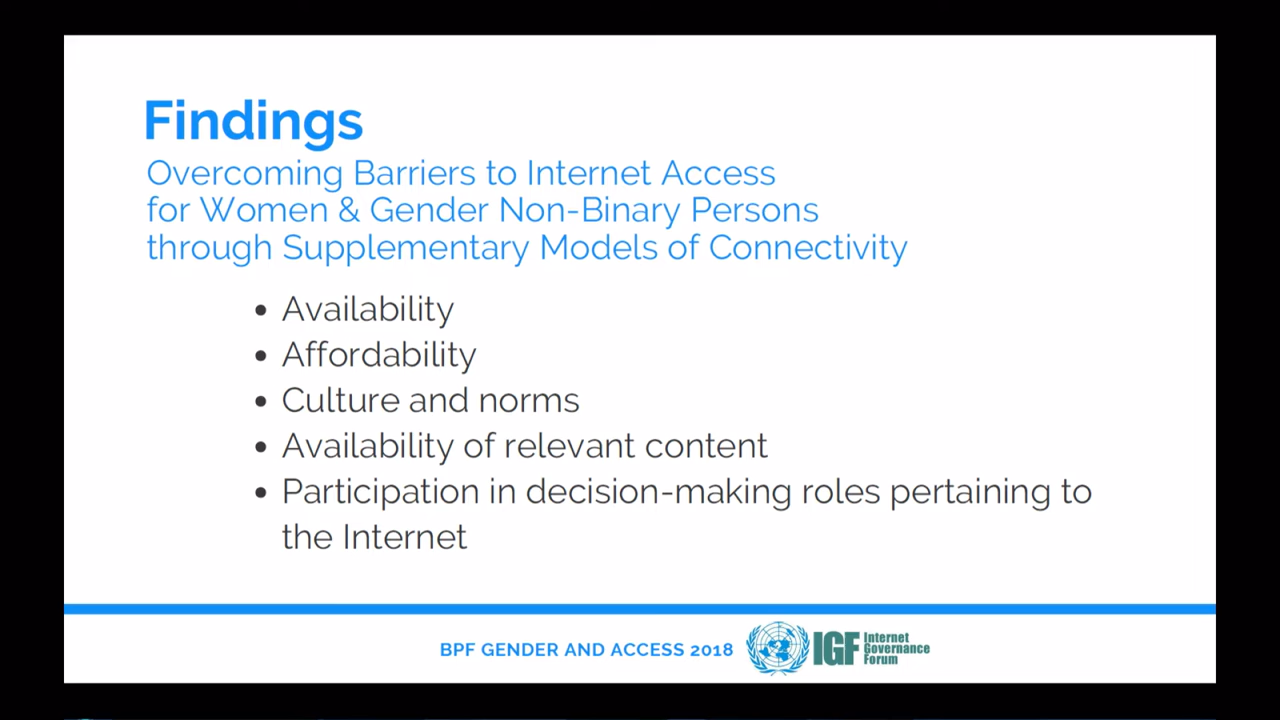 Findings
Overcoming Barriers to Internet Access
for Women & Gender Non-Binary Persons
through Supplementary Models of Connectivity
• Availability
• Affordability
• Culture and norms
• Availability of relevant content
• Participation in decision-making roles pertaining to
the Internet
BPF GENDER AND ACCESS 2018
IGF
Internet
Governance
Forum